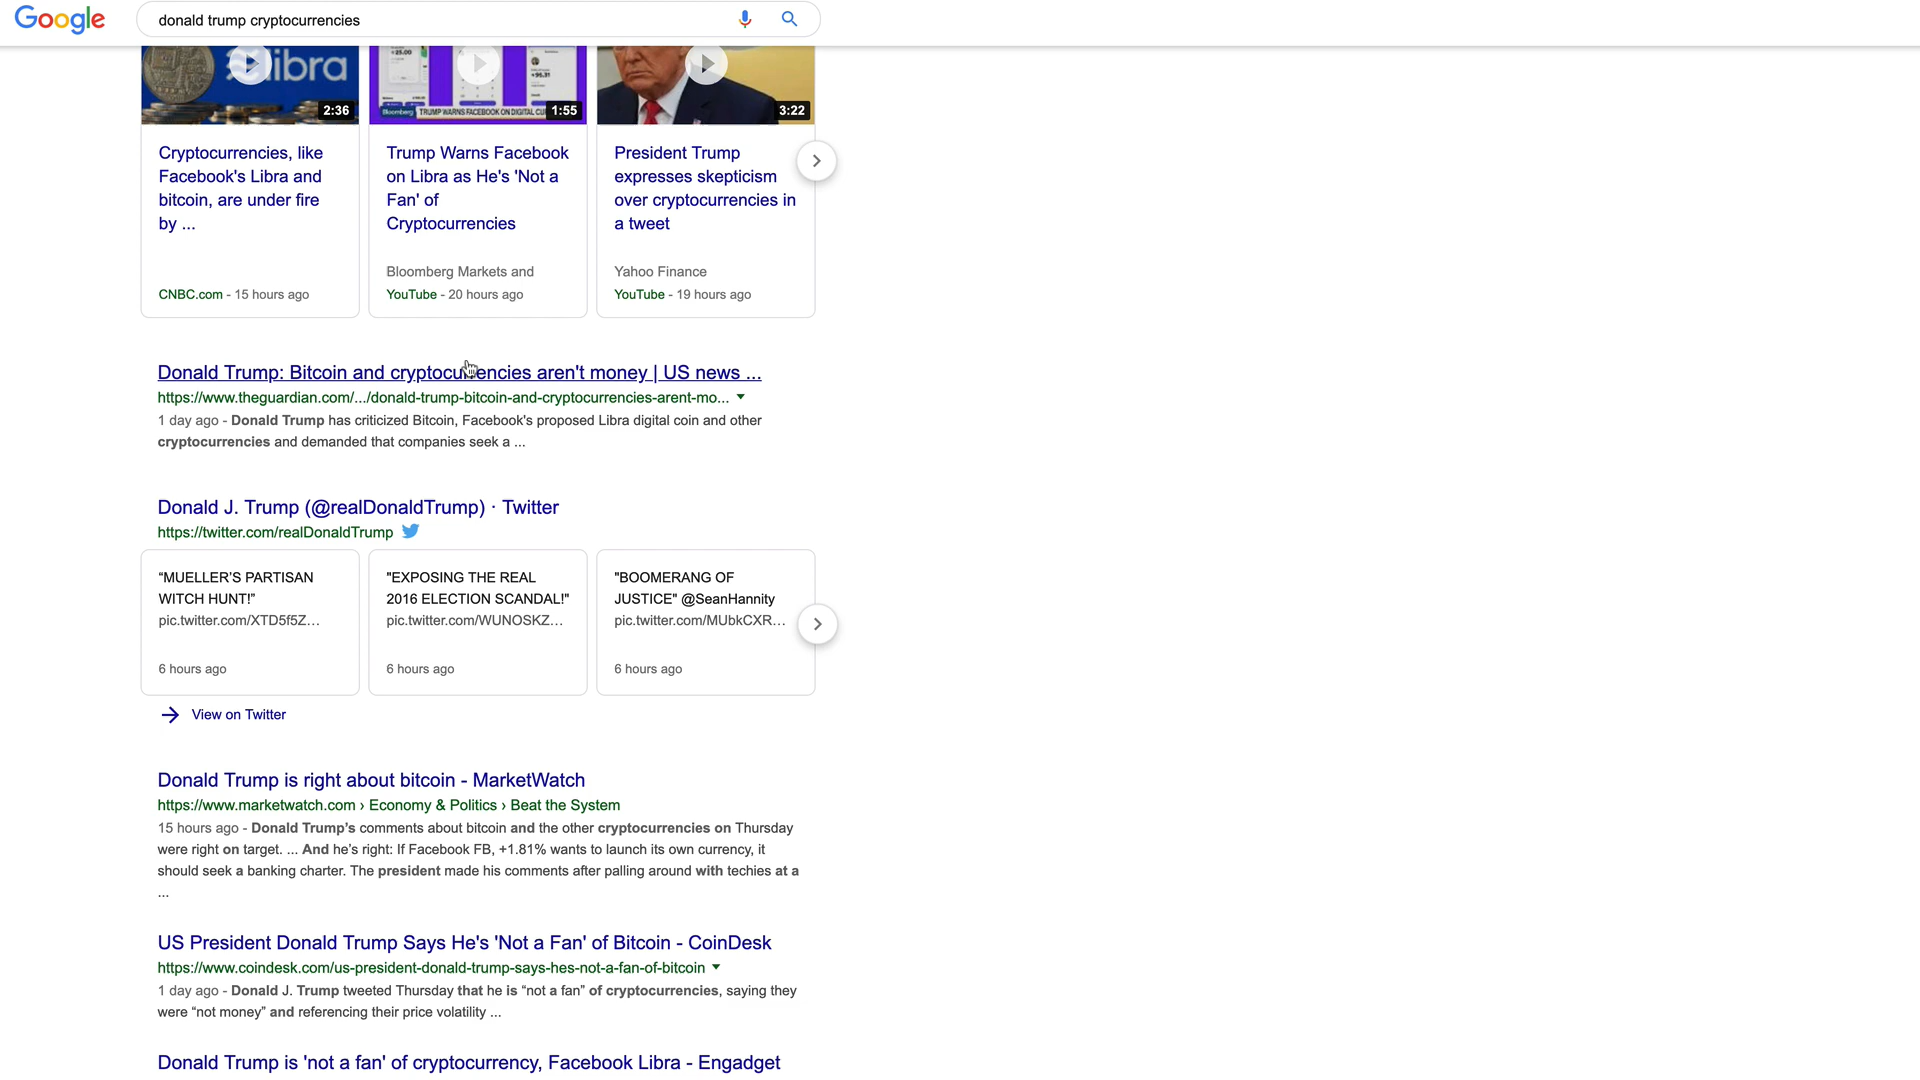 Google
donald trump cryptocurrencies
libra
2:36
+25.00
+95.31
Bloomberg TRUMP WARNS FACEBOOK ON DIGITAL
1:55
3:22
Cryptocurrencies, like
Facebook's Libra and
bitcoin, are under fire
by ...
CNBC.com - 15 hours ago
Trump Warns Facebook
on Libra as He's 'Not a
Fan' of
Cryptocurrencies
Bloomberg Markets and
YouTube - 20 hours ago
President Trump
expresses skepticism
over cryptocurrencies in
a tweet
Yahoo Finance
YouTube - 19 hours ago
Donald Trump: Bitcoin and cryptocurrencies aren't money | US news ...
https://www.theguardian.com/.../donald-trump-bitcoin-and-cryptocurrencies-arent-mo...
1 day ago - Donald Trump has criticized Bitcoin, Facebook's proposed Libra digital coin and other
cryptocurrencies and demanded that companies seek a ...
Donald J. Trump (@realDonaldTrump) · Twitter
https://twitter.com/realDonaldTrump
“MUELLER’S PARTISAN
WITCH HUNT!”
pic.twitter.com/XTD5f5Z...
6 hours ago
"EXPOSING THE REAL
2016 ELECTION SCANDAL!"
pic.twitter.com/WUNOSKZ...
6 hours ago
"BOOMERANG OF
JUSTICE" @SeanHannity
pic.twitter.com/MUbkCXR...
6 hours ago
View on Twitter
Donald Trump is right about bitcoin - MarketWatch
https://www.marketwatch.com › Economy & Politics › Beat the System
15 hours ago - Donald Trump’s comments about bitcoin and the other cryptocurrencies on Thursday
were right on target. ... And he’s right: If Facebook FB, +1.81% wants to launch its own currency, it
should seek a banking charter. The president made his comments after palling around with techies at a
...
US President Donald Trump Says He's 'Not a Fan' of Bitcoin - CoinDesk
https://www.coindesk.com/us-president-donald-trump-says-hes-not-a-fan-of-bitcoin
1 day ago - Donald J. Trump tweeted Thursday that he is “not a fan” of cryptocurrencies, saying they
were “not money” and referencing their price volatility ...
Donald Trump is 'not a fan' of cryptocurrency, Facebook Libra - Engadget